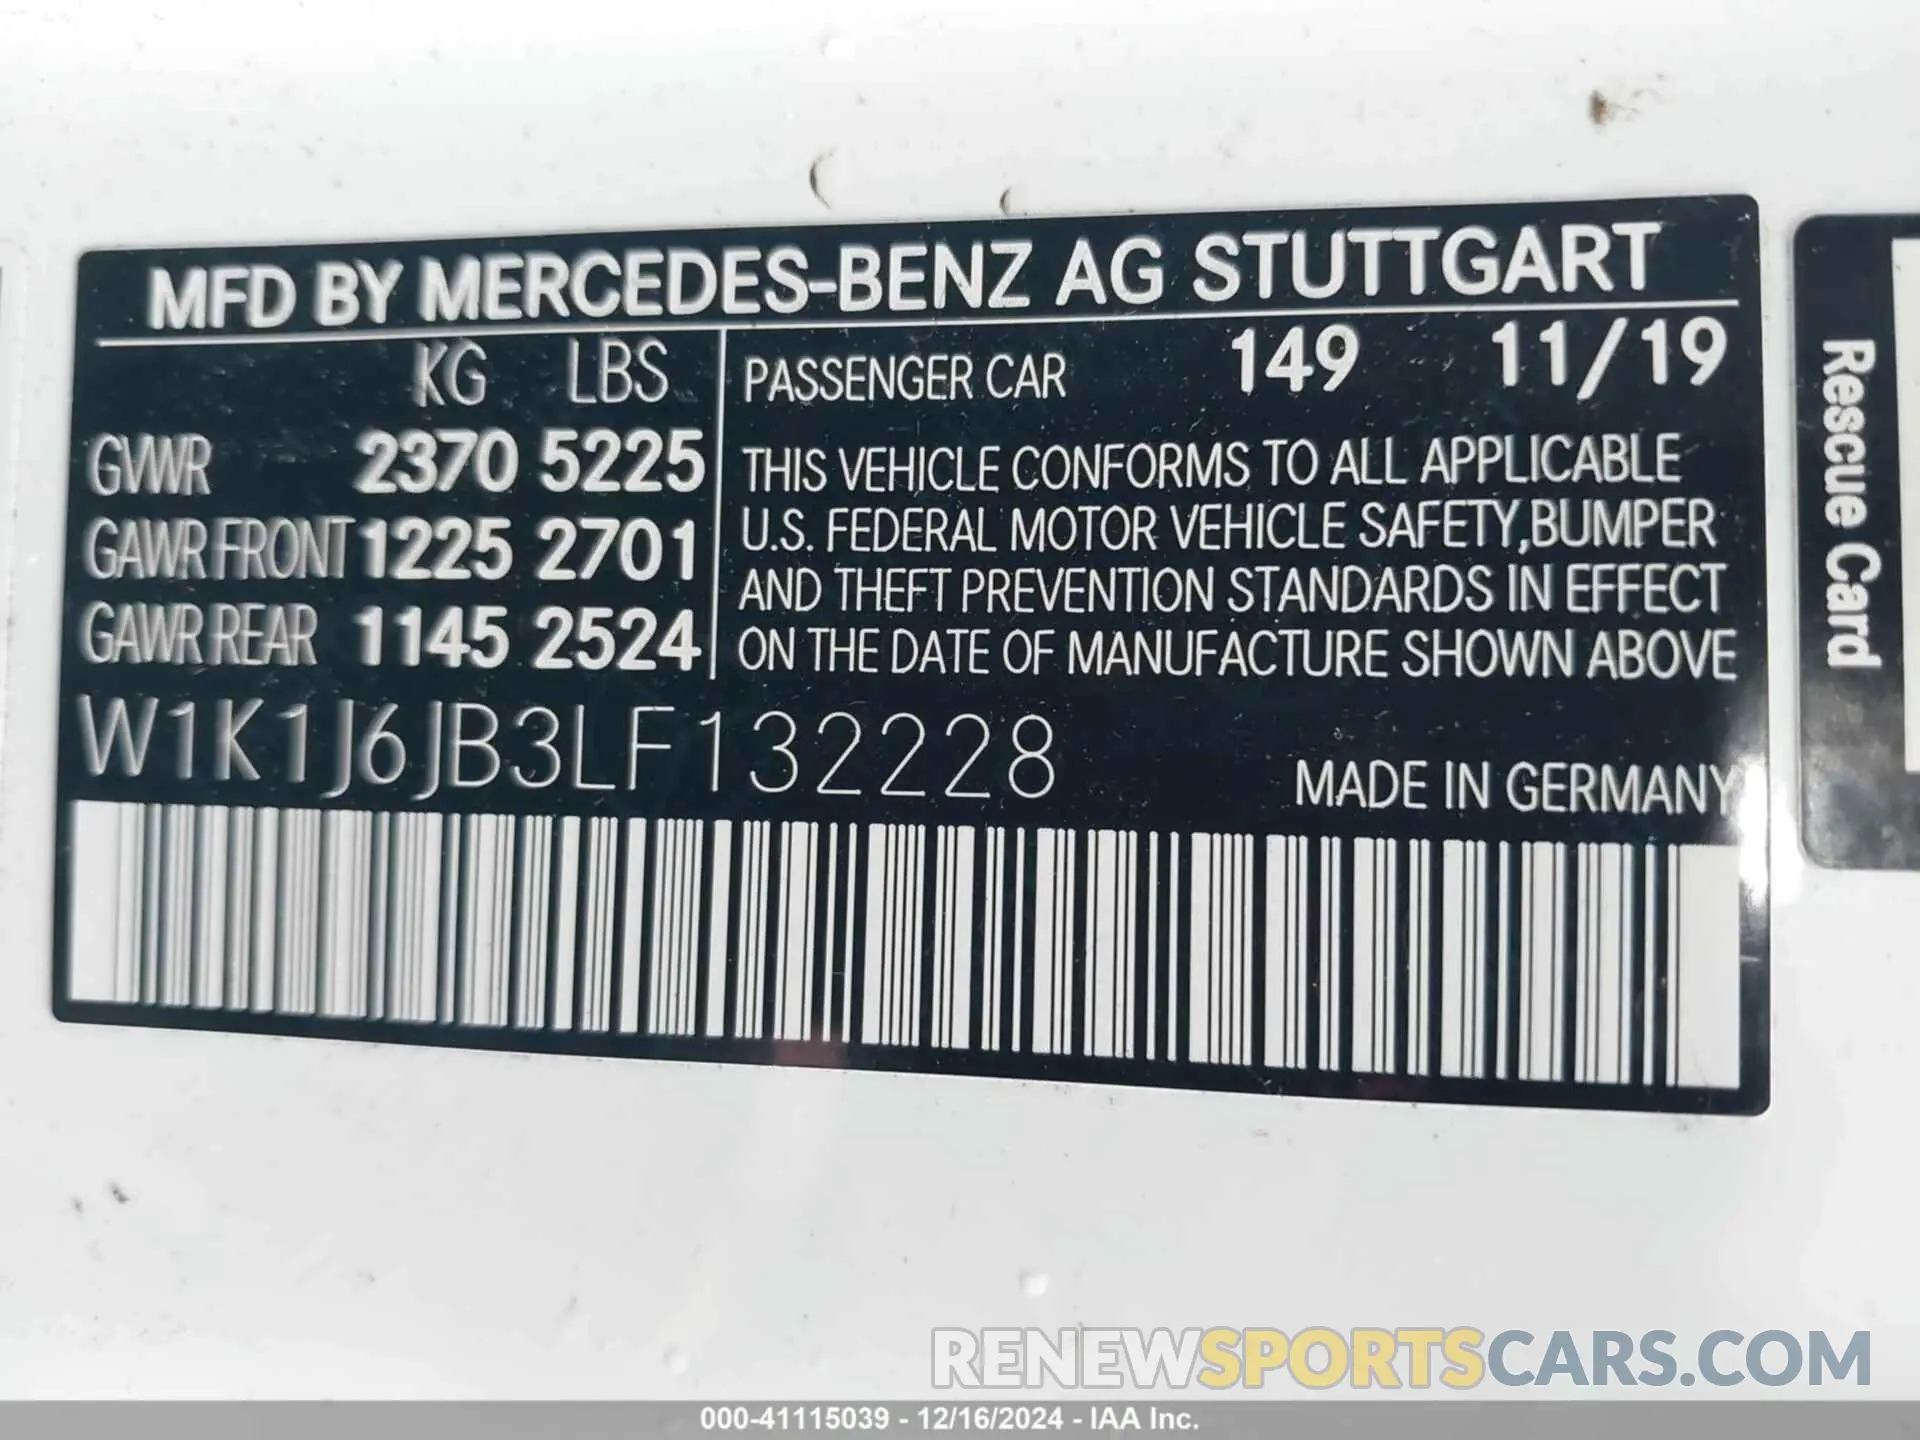 MFD BY MERCEDES-BENZ AG STUTTGART
KG LBS
GVWR 2370 5225
GAWR FRONT 1225 2701
GAWR REAR 1145 2524
PASSENGER CAR 149 11/19
THIS VEHICLE CONFORMS TO ALL APPLICABLE
U.S. FEDERAL MOTOR VEHICLE SAFETY,BUMPER
AND THEFT PREVENTION STANDARDS IN EFFECT
ON THE DATE OF MANUFACTURE SHOWN ABOVE
W1K1J6JB3LF132228
MADE IN GERMANY
Rescue Card
RENEWSPORTSCARS.COM
000-41115039 - 12/16/2024 - IAA Inc.